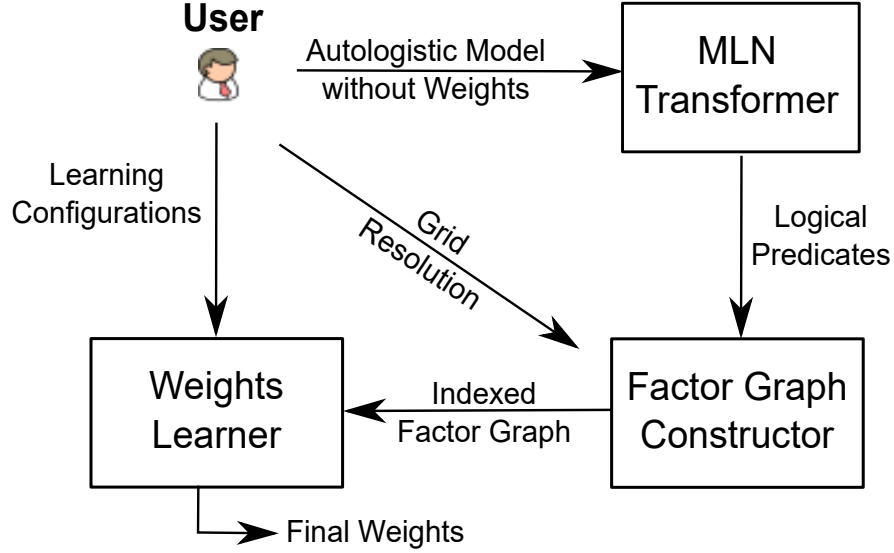 User
Autologistic Model
without Weights
MLN
Transformer
Learning
Configurations
Grid
Resolution
Logical
Predicates
Weights
Learner
Indexed
Factor Graph
Factor Graph
Constructor
Final Weights